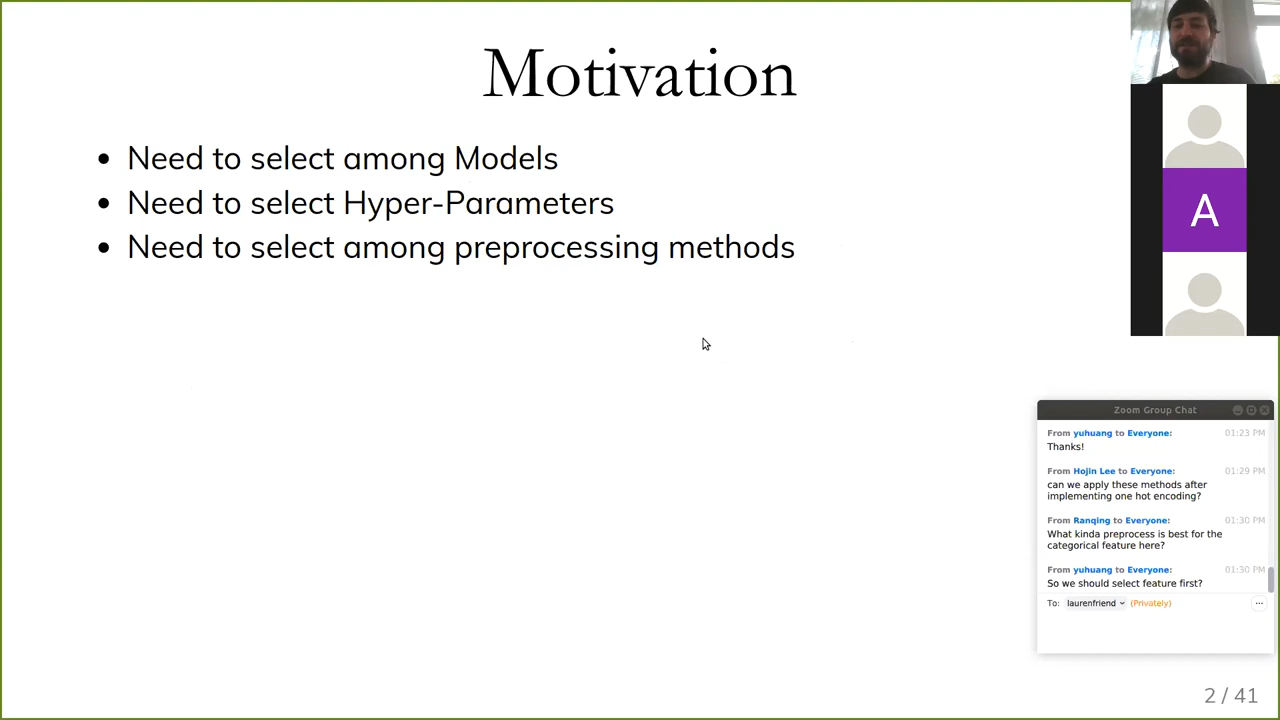 Motivation
• Need to select among Models
• Need to select Hyper-Parameters
• Need to select among preprocessing methods
A
Zoom Group Chat
From yuhuang to Everyone: 01:23 PM
Thanks!
From Hojin Lee to Everyone: 01:29 PM
can we apply these methods after
implementing one hot encoding?
From Ranqing to Everyone: 01:30 PM
What kinda preprocess is best for the
categorical feature here?
From yuhuang to Everyone: 01:30 PM
So we should select feature first?
To: laurenfriend (Privately) ...
2 / 41